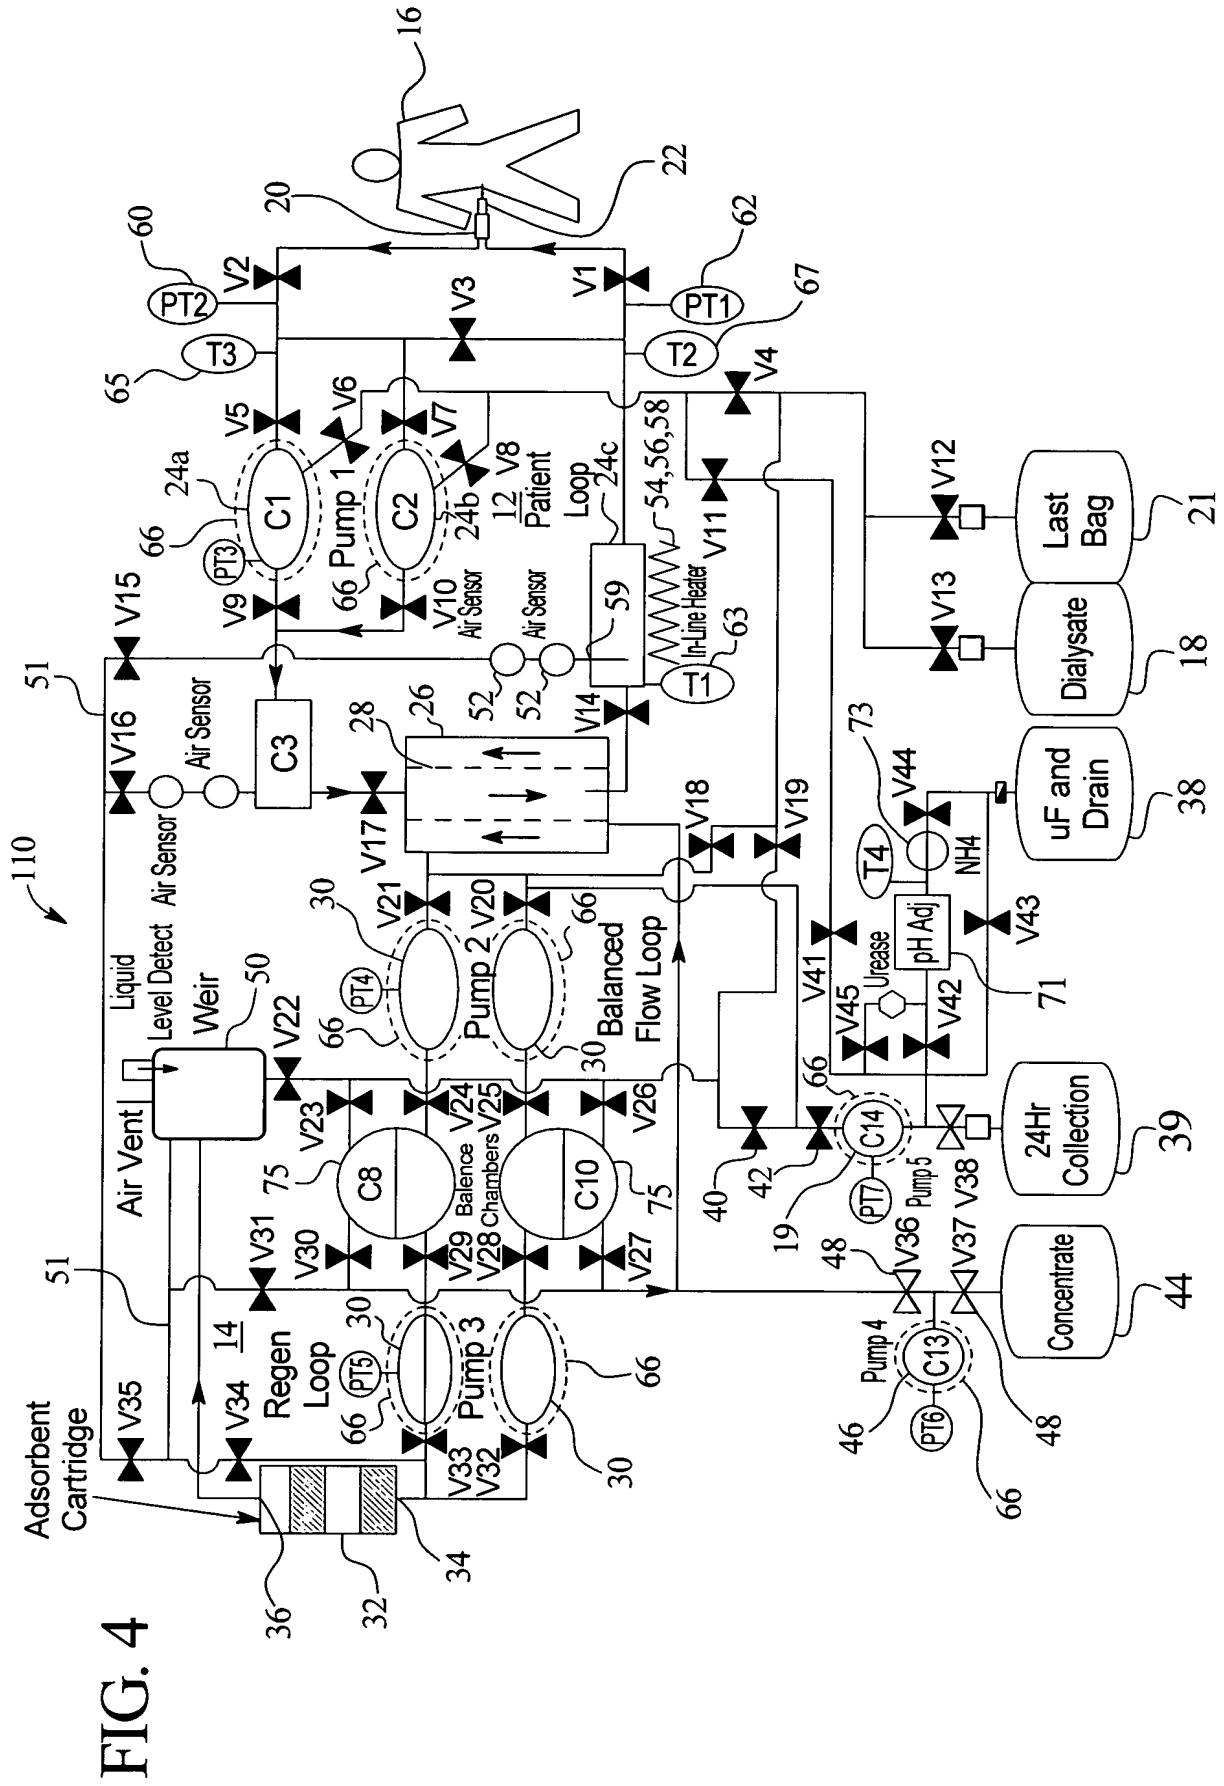 FIG. 4
110
Adsorbent
Cartridge
36
32
34
V35
V34
51
14
Regen
Loop
V31
V30
66
PT5
30
Pump 3
V33
V32
30
66
Air Vent
Weir
50
Liquid
Level Detect
V22
V23
75
C8
V24
V25
Balence
Chambers
V29
V28
C10
75
V26
V27
66
PT4
30
Pump 2
V21
V20
66
30
Balanced
Flow Loop
51
V16
V15
Air Sensor
Air Sensor
C3
V17
28
26
V14
V18
V19
66
24a
PT3
C1
V9
V5
Pump 1
V6
66
C2
24b
V10
V7
V8
Air Sensor
Air Sensor
52
52
59
12
Patient
Loop
24c
54,56,58
In-Line Heater
T1
63
V11
65
T3
PT2
60
V2
V3
V1
20
22
16
PT1
62
T2
67
V4
V12
V13
Last
Bag
21
Dialysate
18
73
V44
T4
NH4
uF and
Drain
38
pH Adj
71
Urease
V41
V45
V42
V43
40
42
66
C14
19
PT7
Pump 5
V38
24Hr
Collection
39
48
V36
V37
48
Pump 4
46
C13
PT6
66
Concentrate
44